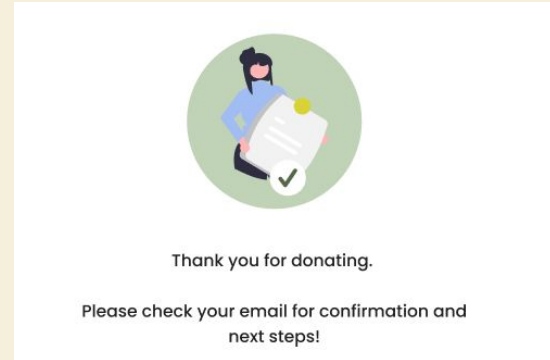 Thank you for donating.
Please check your email for confirmation and
next steps!